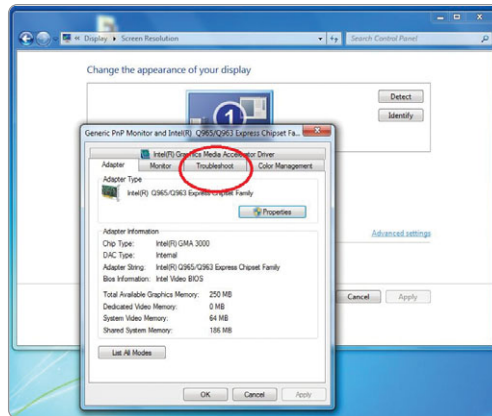 Display ▸ Screen Resolution
Search Control Panel
Change the appearance of your display
Detect
Identify
1
Generic PnP Monitor and Intel(R) Q965/Q963 Express Chipset Fa...
Intel(R) Graphics Media Accelerator Driver
Adapter Monitor Troubleshoot Color Management
Adapter Type
Intel(R) Q965/Q963 Express Chipset Family
Properties
Adapter Information
Chip Type: Intel(R) GMA 3000
DAC Type: Internal
Adapter String: Intel(R) Q965/Q963 Express Chipset Family
Bios Information: Intel Video BIOS
Total Available Graphics Memory: 250 MB
Dedicated Video Memory: 0 MB
System Video Memory: 64 MB
Shared System Memory: 186 MB
List All Modes
OK Cancel Apply
Advanced settings
Cancel Apply